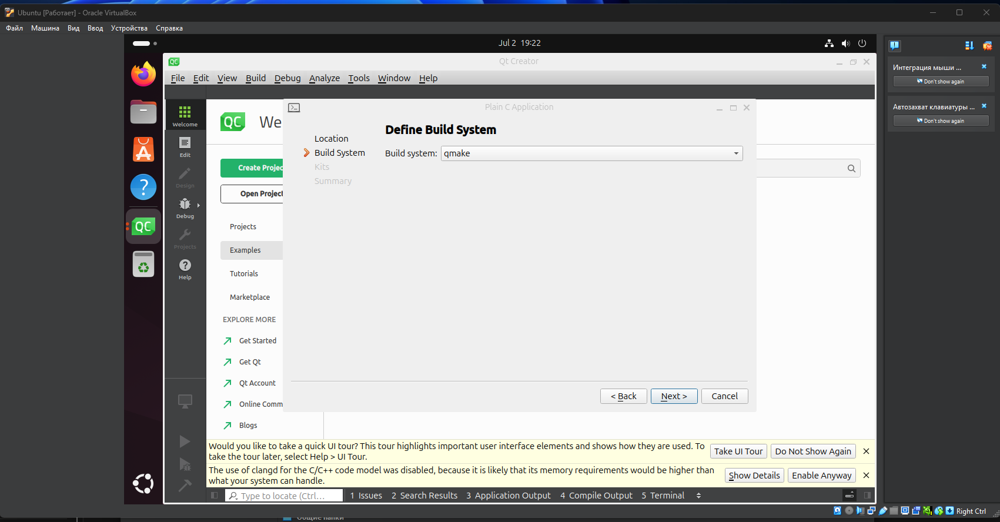 Ubuntu [Работает] - Oracle VirtualBox
Файл Машина Вид Ввод Устройства Справка
Jul 2 19:22
QC Qt Creator
File Edit View Build Debug Analyze Tools Window Help
Welcome
Edit
Design
Debug
Projects
Help
QC
We
Create Projec
Open Project
Projects
Examples
Tutorials
Marketplace
EXPLORE MORE
Get Started
Get Qt
Qt Account
Online Comm
Blogs
Plain C Application
Location
Build System
Kits
Summary
Define Build System
Build system: qmake
< Back Next > Cancel
Would you like to take a quick UI tour? This tour highlights important user interface elements and shows how they are used. To
take the tour later, select Help > UI Tour.
Take UI Tour Do Not Show Again
The use of clangd for the C/C++ code model was disabled, because it is likely that its memory requirements would be higher than
what your system can handle.
Show Details Enable Anyway
Type to locate (Ctrl... 1 Issues 2 Search Results 3 Application Output 4 Compile Output 5 Terminal
QC
Интеграция мыши ...
Don't show again
Автозахват клавиатуры ...
Don't show again
Right Ctrl
Общие папки